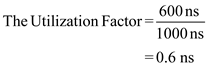 The Utilization Factor = 600 ns / 1000 ns
= 0.6 ns